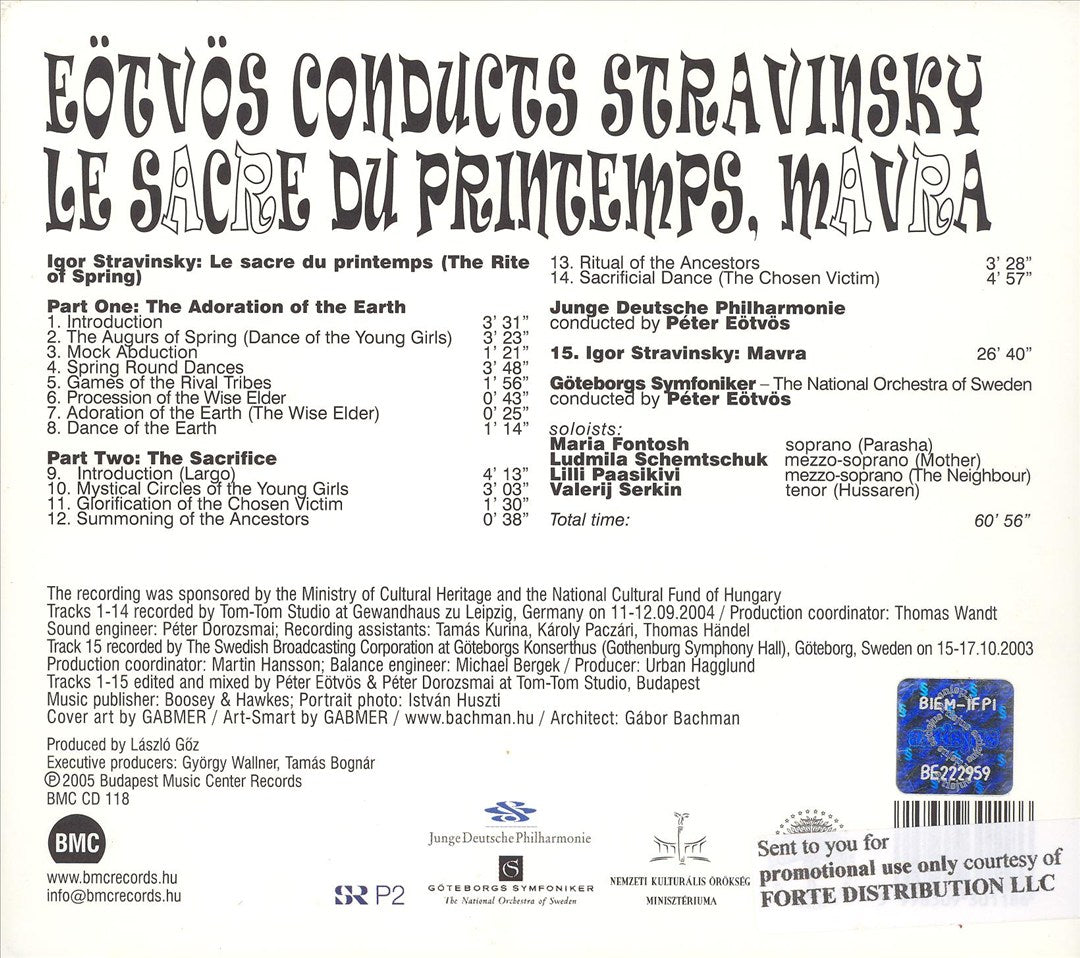 EÖTVÖS CONDUCTS STRAVINSKY
LE SACRE DU PRINTEMPS, MAVRA
Igor Stravinsky: Le sacre du printemps (The Rite
of Spring)
Part One: The Adoration of the Earth
1. Introduction 3’ 31”
2. The Augurs of Spring (Dance of the Young Girls) 3’ 23”
3. Mock Abduction 1’ 21”
4. Spring Round Dances 3’ 48”
5. Games of the Rival Tribes 1’ 56”
6. Procession of the Wise Elder 0’ 43”
7. Adoration of the Earth (The Wise Elder) 0’ 25”
8. Dance of the Earth 1’ 14”
Part Two: The Sacrifice
9. Introduction (Largo) 4’ 13”
10. Mystical Circles of the Young Girls 3’ 03”
11. Glorification of the Chosen Victim 1’ 30”
12. Summoning of the Ancestors 0’ 38”
13. Ritual of the Ancestors 3’ 28”
14. Sacrificial Dance (The Chosen Victim) 4’ 57”
Junge Deutsche Philharmonie
conducted by Péter Eötvös
15. Igor Stravinsky: Mavra 26’ 40”
Göteborgs Symfoniker – The National Orchestra of Sweden
conducted by Péter Eötvös
soloists:
Maria Fontosh soprano (Parasha)
Ludmila Schemtschuk mezzo-soprano (Mother)
Lilli Paasikivi mezzo-soprano (The Neighbour)
Valerij Serkin tenor (Hussaren)
Total time: 60’ 56”
The recording was sponsored by the Ministry of Cultural Heritage and the National Cultural Fund of Hungary
Tracks 1-14 recorded by Tom-Tom Studio at Gewandhaus zu Leipzig, Germany on 11-12.09.2004 / Production coordinator: Thomas Wandt
Sound engineer: Péter Dorozsmai; Recording assistants: Tamás Kurina, Károly Paczári, Thomas Händel
Track 15 recorded by The Swedish Broadcasting Corporation at Göteborgs Konserthus (Gothenburg Symphony Hall), Göteborg, Sweden on 15-17.10.2003
Production coordinator: Martin Hansson; Balance engineer: Michael Bergek / Producer: Urban Hagglund
Tracks 1-15 edited and mixed by Péter Eötvös & Péter Dorozsmai at Tom-Tom Studio, Budapest
Music publisher: Boosey & Hawkes; Portrait photo: István Huszti
Cover art by GABMER / Art-Smart by GABMER / www.bachman.hu / Architect: Gábor Bachman
Produced by László Gőz
Executive producers: György Wallner, Tamás Bognár
℗ 2005 Budapest Music Center Records
BMC CD 118
BMC
www.bmcrecords.hu
info@bmcrecords.hu
SR P2
Junge Deutsche Philharmonie
GÖTEBORGS SYMFONIKER
The National Orchestra of Sweden
NEMZETI KULTURÁLIS ÖRÖKSÉG
MINISZTÉRIUMA
BIEM-IFPI
BE222959
Sent to you for
promotional use only courtesy of
FORTE DISTRIBUTION LLC